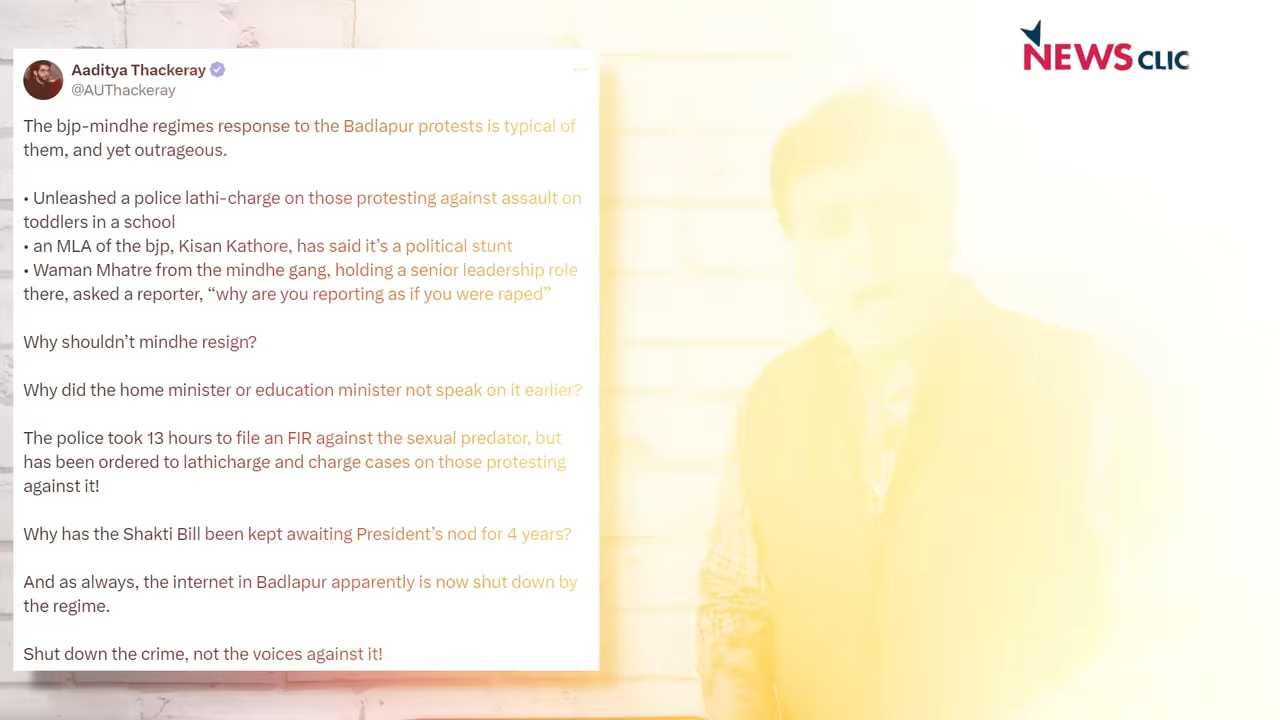 Aaditya Thackeray
@AUThackeray
The bjp-mindhe regimes response to the Badlapur protests is typical of
them, and yet outrageous.
• Unleashed a police lathi-charge on those protesting against assault on
toddlers in a school
• an MLA of the bjp, Kisan Kathore, has said it's a political stunt
• Waman Mhatre from the mindhe gang, holding a senior leadership role
there, asked a reporter, “why are you reporting as if you were raped”
Why shouldn't mindhe resign?
Why did the home minister or education minister not speak on it earlier?
The police took 13 hours to file an FIR against the sexual predator, but
has been ordered to lathicharge and charge cases on those protesting
against it!
Why has the Shakti Bill been kept awaiting President's nod for 4 years?
And as always, the internet in Badlapur apparently is now shut down by
the regime.
Shut down the crime, not the voices against it!
NEWS CLIC